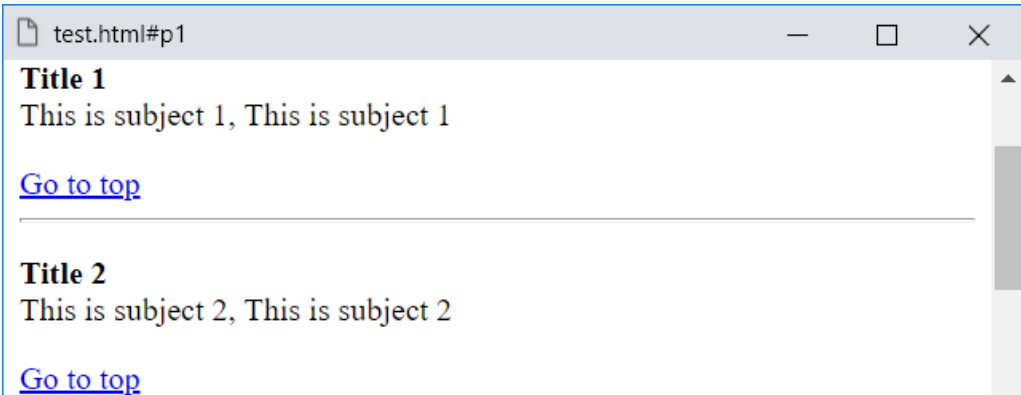 test.html#p1
Title 1
This is subject 1, This is subject 1
Go to top
Title 2
This is subject 2, This is subject 2
Go to top